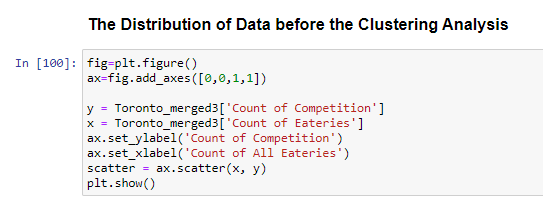 The Distribution of Data before the Clustering Analysis
In [100]: fig=plt.figure()
ax=fig.add_axes([0,0,1,1])
y = Toronto_merged3['Count of Competition']
x = Toronto_merged3['Count of Eateries']
ax.set_ylabel('Count of Competition')
ax.set_xlabel('Count of All Eateries')
scatter = ax.scatter(x, y)
plt.show()